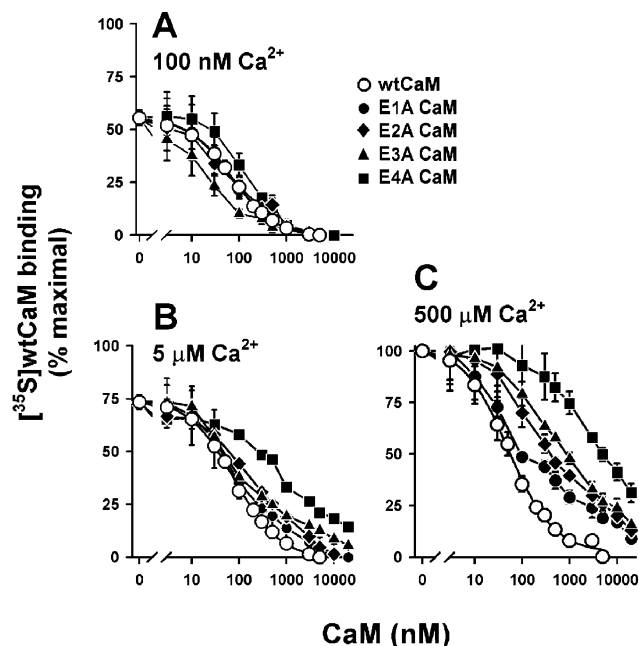 A
100 nM Ca2+
wtCaM
E1A CaM
E2A CaM
E3A CaM
E4A CaM
100
75
50
25
0
0 10 100 1000 10000
[35S]wtCaM binding
(% maximal)
B
5 μM Ca2+
100
75
50
25
0
0 10 100 1000 10000
C
500 μM Ca2+
100
75
50
25
0
0 10 100 1000 10000
CaM (nM)